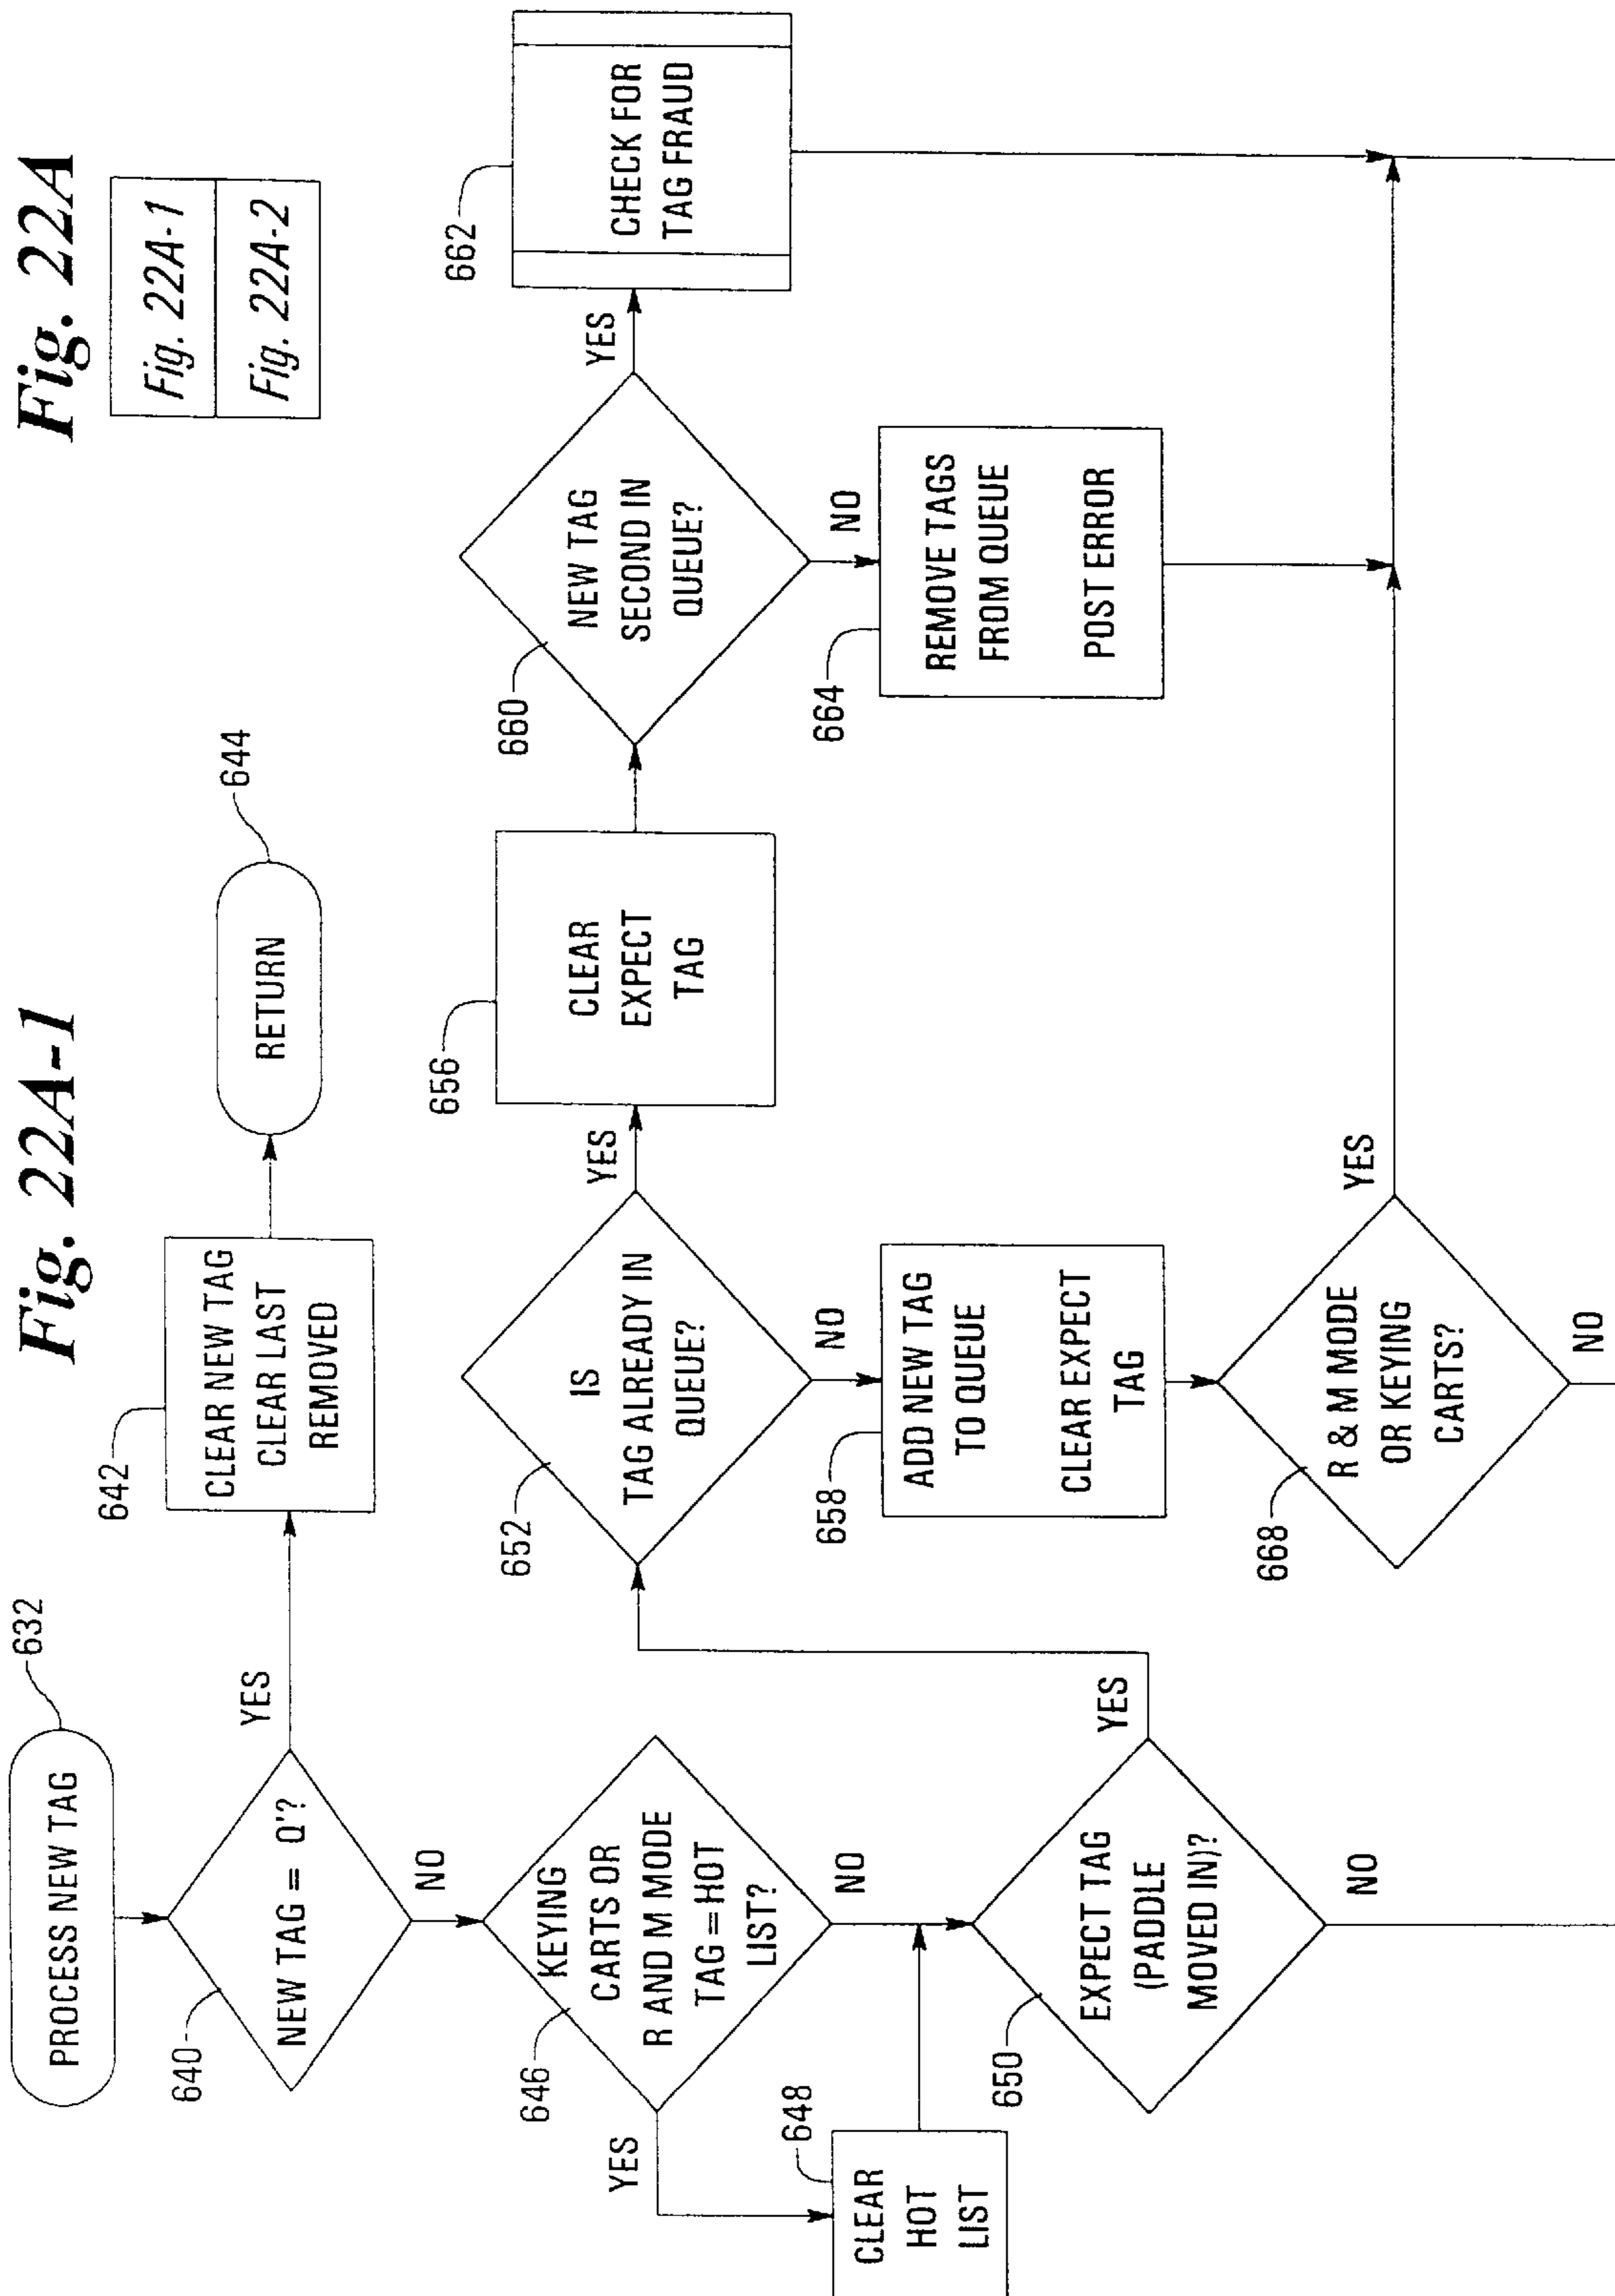 Fig. 22A-1
Fig. 22A
Fig. 22A-1
Fig. 22A-2
PROCESS NEW TAG
632
640
NEW TAG = Q'?
YES
NO
642
CLEAR NEW TAG
CLEAR LAST
REMOVED
RETURN
644
646
KEYING
CARTS OR
R AND M MODE
TAG = HOT
LIST?
YES
NO
648
CLEAR
HOT
LIST
650
EXPECT TAG
(PADDLE
MOVED IN)?
YES
NO
652
IS
TAG ALREADY IN
QUEUE?
YES
NO
656
CLEAR
EXPECT
TAG
658
ADD NEW TAG
TO QUEUE
CLEAR EXPECT
TAG
668
R & M MODE
OR KEYING
CARTS?
YES
NO
660
NEW TAG
SECOND IN
QUEUE?
YES
NO
662
CHECK FOR
TAG FRAUD
664
REMOVE TAGS
FROM QUEUE
POST ERROR